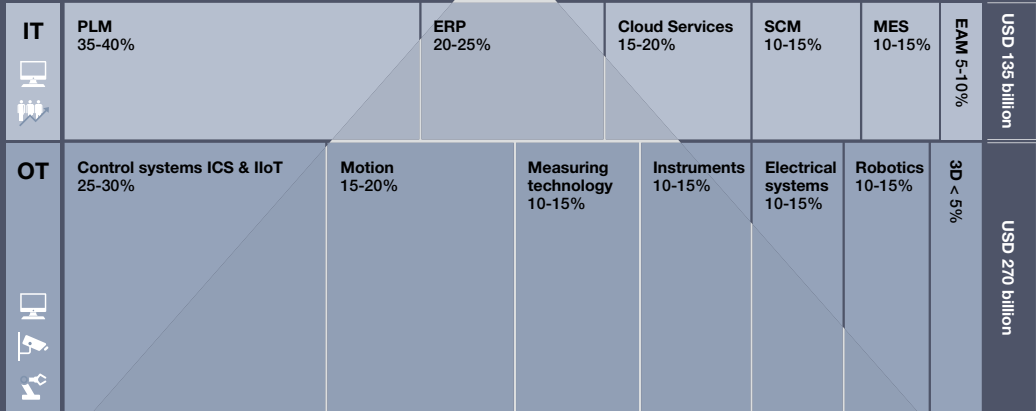 IT
PLM
35-40%
ERP
20-25%
Cloud Services
15-20%
SCM
10-15%
MES
10-15%
EAM 5-10%
USD 135 billion
OT
Control systems ICS & IIoT
25-30%
Motion
15-20%
Measuring
technology
10-15%
Instruments
10-15%
Electrical
systems
10-15%
Robotics
10-15%
3D < 5%
USD 270 billion